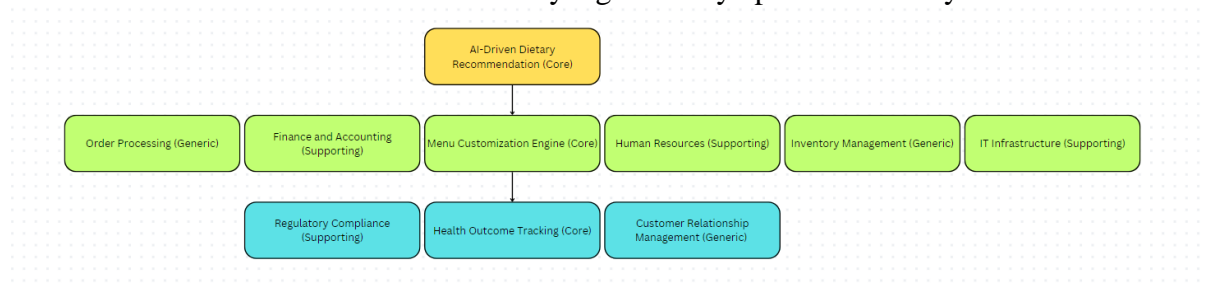 AI-Driven Dietary
Recommendation (Core)
Order Processing (Generic)
Finance and Accounting
(Supporting)
Menu Customization Engine (Core)
Human Resources (Supporting)
Inventory Management (Generic)
IT Infrastructure (Supporting)
Regulatory Compliance
(Supporting)
Health Outcome Tracking (Core)
Customer Relationship
Management (Generic)